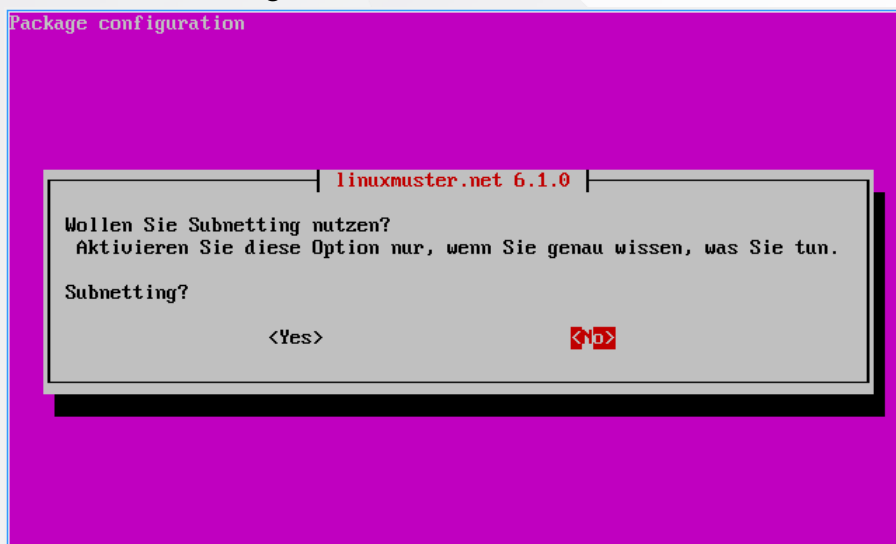 Package configuration
linuxmuster.net 6.1.0
Wollen Sie Subnetting nutzen?
Aktivieren Sie diese Option nur, wenn Sie genau wissen, was Sie tun.
Subnetting?
<Yes> <No>